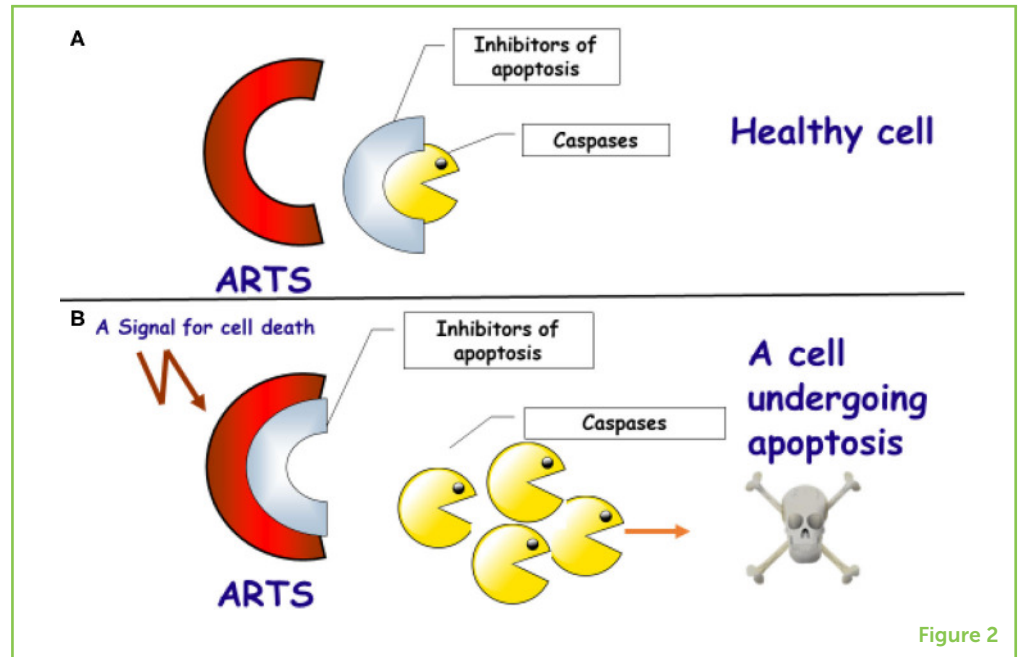 A
Inhibitors of
apoptosis
Caspases
Healthy cell
ARTS
B
A Signal for cell death
Inhibitors of
apoptosis
Caspases
A cell
undergoing
apoptosis
ARTS
Figure 2